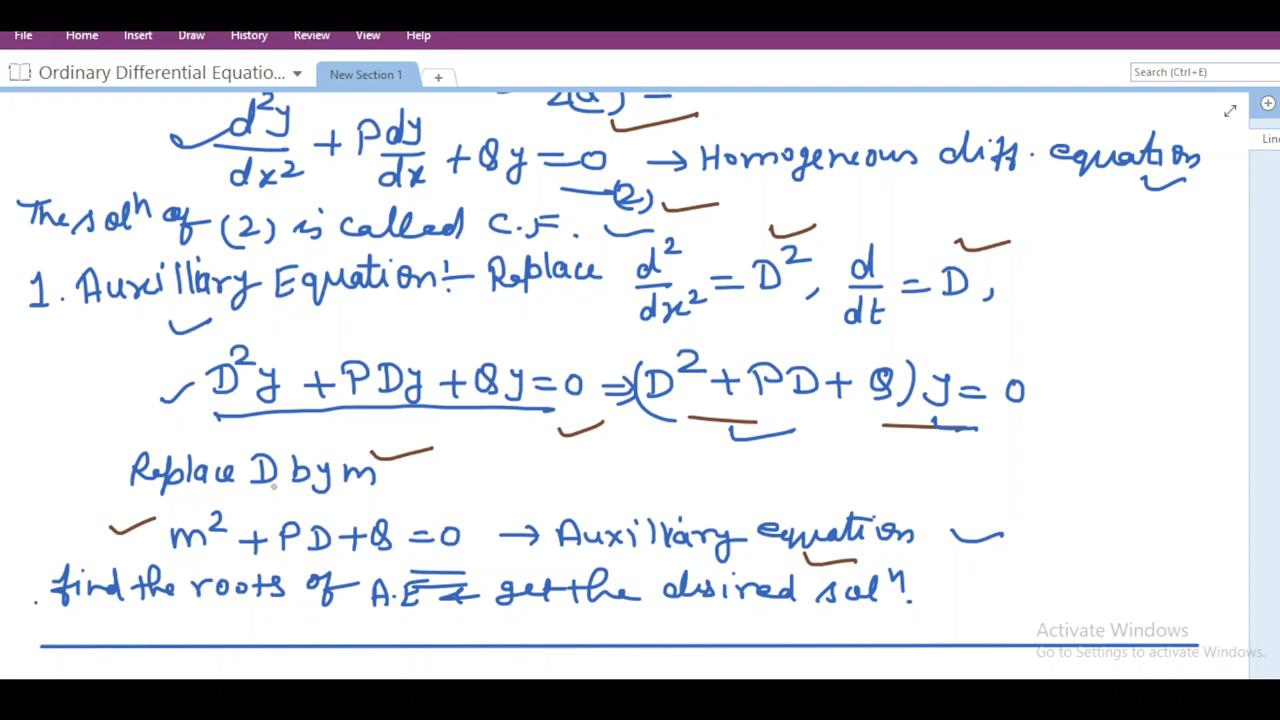 File Home Insert Draw History Review View Help
Ordinary Differential Equatio... New Section 1 + Search (Ctrl+E)
d²y/dx² + P dy/dx + Qy = 0 → Homogeneous diff. equation
(2)
The solⁿ of (2) is called C.F.
1. Auxillary Equation:- Replace d²/dx² = D², d/dt = D,
D²y + PDy + Qy = 0 ⇒ (D² + PD + Q) y = 0
Replace D by m
m² + PD + Q = 0 → Auxillary equation
find the roots of A.E & get the desired solⁿ.
Activate Windows
Go to Settings to activate Windows.